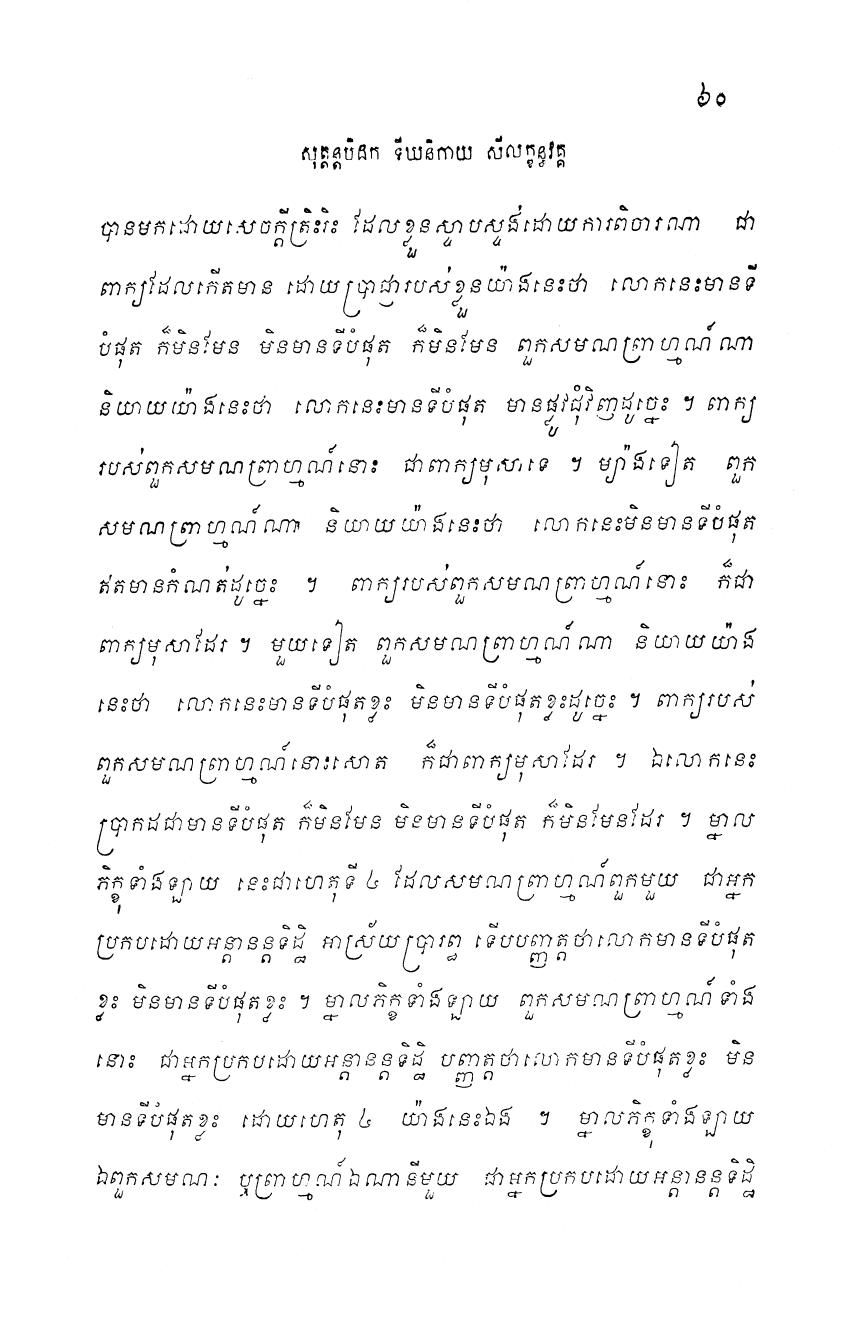 ៦០
សុត្តន្តបិដក ទីឃនិកាយ សីលក្ខន្ធវគ្គ
បានមកដោយសេចក្តីត្រិះរិះ ដែលខ្លួនស្ទាបស្ទង់ដោយការពិចារណា ជា
ពាក្យដែលកើតមាន ដោយប្រាជ្ញារបស់ខ្លួនយ៉ាងនេះថា លោកនេះមានទី
បំផុត ក៏មិនមែន មិនមានទីបំផុត ក៏មិនមែន ពួកសមណព្រាហ្មណ៍ណា
និយាយយ៉ាងនេះថា លោកនេះមានទីបំផុត មានផ្លូវជុំវិញដូច្នេះ ។ ពាក្យ
របស់ពួកសមណព្រាហ្មណ៍នោះ ជាពាក្យមុសាទេ ។ ម្យ៉ាងទៀត ពួក
សមណព្រាហ្មណ៍ណា និយាយយ៉ាងនេះថា លោកនេះមិនមានទីបំផុត
ឥតមានកំណត់ដូច្នេះ ។ ពាក្យរបស់ពួកសមណព្រាហ្មណ៍នោះ ក៏ជា
ពាក្យមុសាដែរ ។ មួយទៀត ពួកសមណព្រាហ្មណ៍ណា និយាយយ៉ាង
នេះថា លោកនេះមានទីបំផុតខ្លះ មិនមានទីបំផុតខ្លះដូច្នេះ ។ ពាក្យរបស់
ពួកសមណព្រាហ្មណ៍នោះសោត ក៏ជាពាក្យមុសាដែរ ។ ឯលោកនេះ
ប្រាកដជាមានទីបំផុត ក៏មិនមែន មិនមានទីបំផុត ក៏មិនមែនដែរ ។ ម្នាល
ភិក្ខុទាំងឡាយ នេះជាហេតុទី ៤ ដែលសមណព្រាហ្មណ៍ពួកមួយ ជាអ្នក
ប្រកបដោយអន្តានន្តទិដ្ឋិ អាស្រ័យប្រារព្ធ ទើបបញ្ញត្តថាលោកមានទីបំផុត
ខ្លះ មិនមានទីបំផុតខ្លះ ។ ម្នាលភិក្ខុទាំងឡាយ ពួកសមណព្រាហ្មណ៍ទាំង
នោះ ជាអ្នកប្រកបដោយអន្តានន្តទិដ្ឋិ បញ្ញត្តថាលោកមានទីបំផុតខ្លះ មិន
មានទីបំផុតខ្លះ ដោយហេតុ ៤ យ៉ាងនេះឯង ។ ម្នាលភិក្ខុទាំងឡាយ
ឯពួកសមណៈ ឬព្រាហ្មណ៍ឯណានីមួយ ជាអ្នកប្រកបដោយអន្តានន្តទិដ្ឋិ